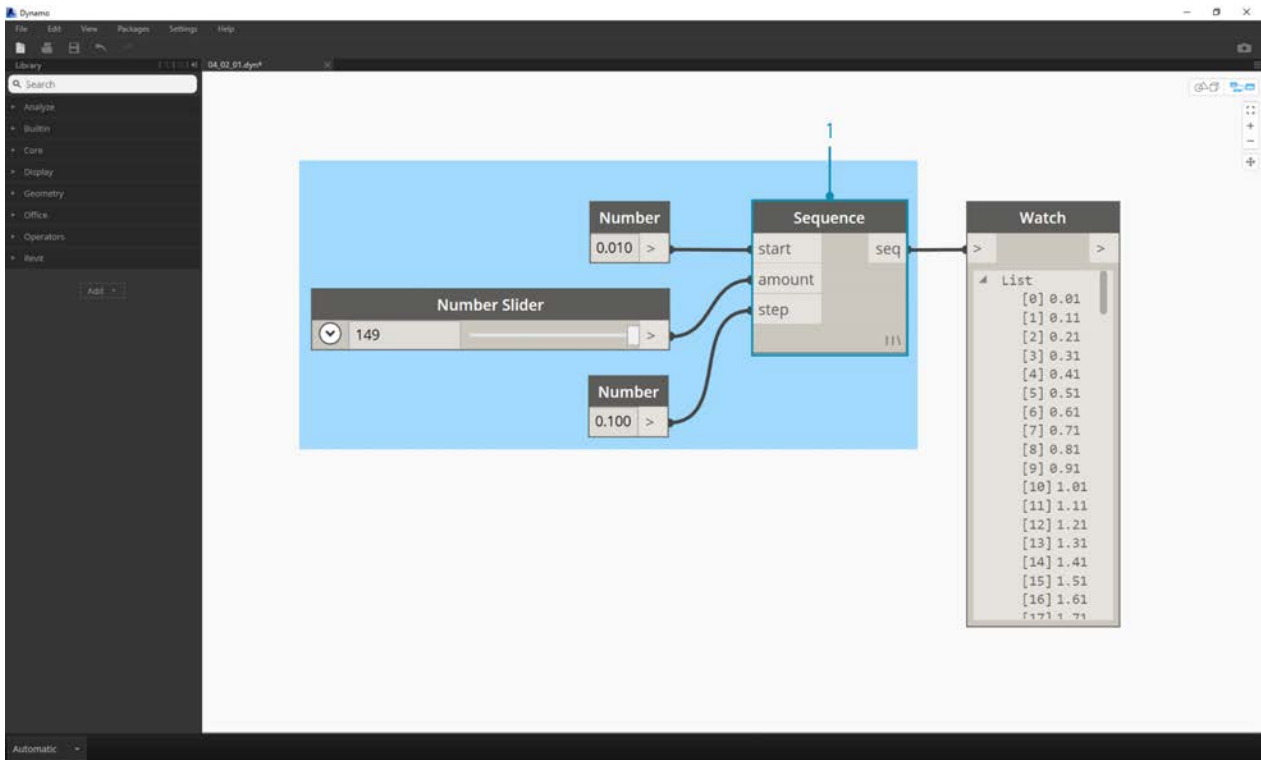 Dynamo
File Edit View Packages Settings Help
Library
04_02_01.dyn*
Search
Analyze
Builtin
Core
Display
Geometry
Office
Operators
Revit
Add
1
Number
0.010 >
Number Slider
149 >
Number
0.100 >
Sequence
start seq
amount
step
Watch
> >
List
[0] 0.01
[1] 0.11
[2] 0.21
[3] 0.31
[4] 0.41
[5] 0.51
[6] 0.61
[7] 0.71
[8] 0.81
[9] 0.91
[10] 1.01
[11] 1.11
[12] 1.21
[13] 1.31
[14] 1.41
[15] 1.51
[16] 1.61
[17] 1.71
Automatic